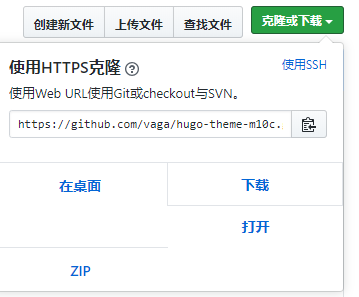 创建新文件 上传文件 查找文件 克隆或下载
使用HTTPS克隆 ? 使用SSH
使用Web URL使用Git或checkout与SVN。
https://github.com/vaga/hugo-theme-m10c.
在桌面 下载
打开
ZIP